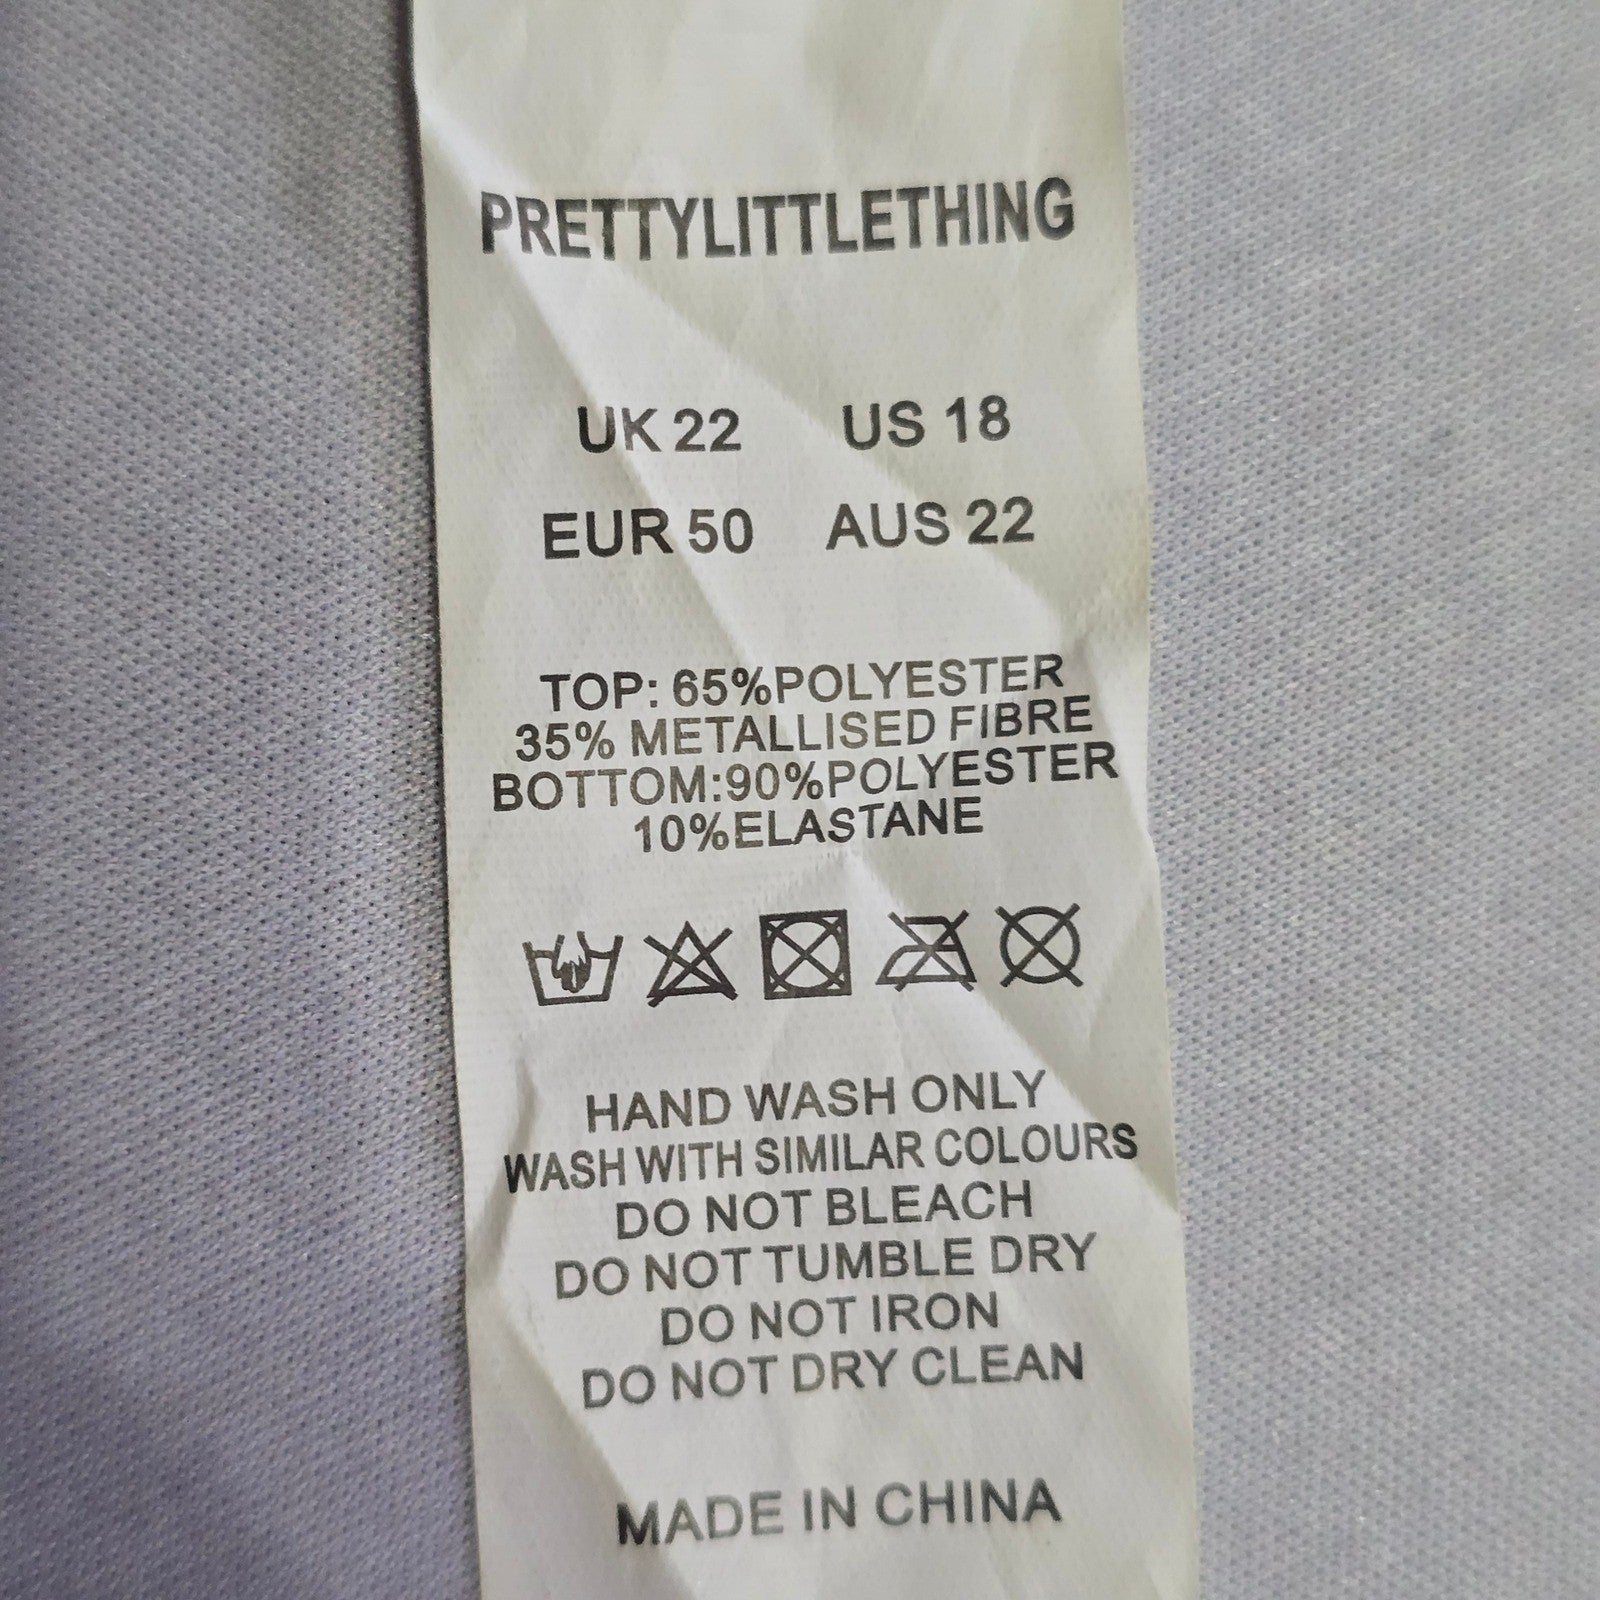 PRETTYLITTLETHING
UK 22 US 18
EUR 50 AUS 22
TOP: 65%POLYESTER
35% METALLISED FIBRE
BOTTOM:90%POLYESTER
10%ELASTANE
HAND WASH ONLY
WASH WITH SIMILAR COLOURS
DO NOT BLEACH
DO NOT TUMBLE DRY
DO NOT IRON
DO NOT DRY CLEAN
MADE IN CHINA